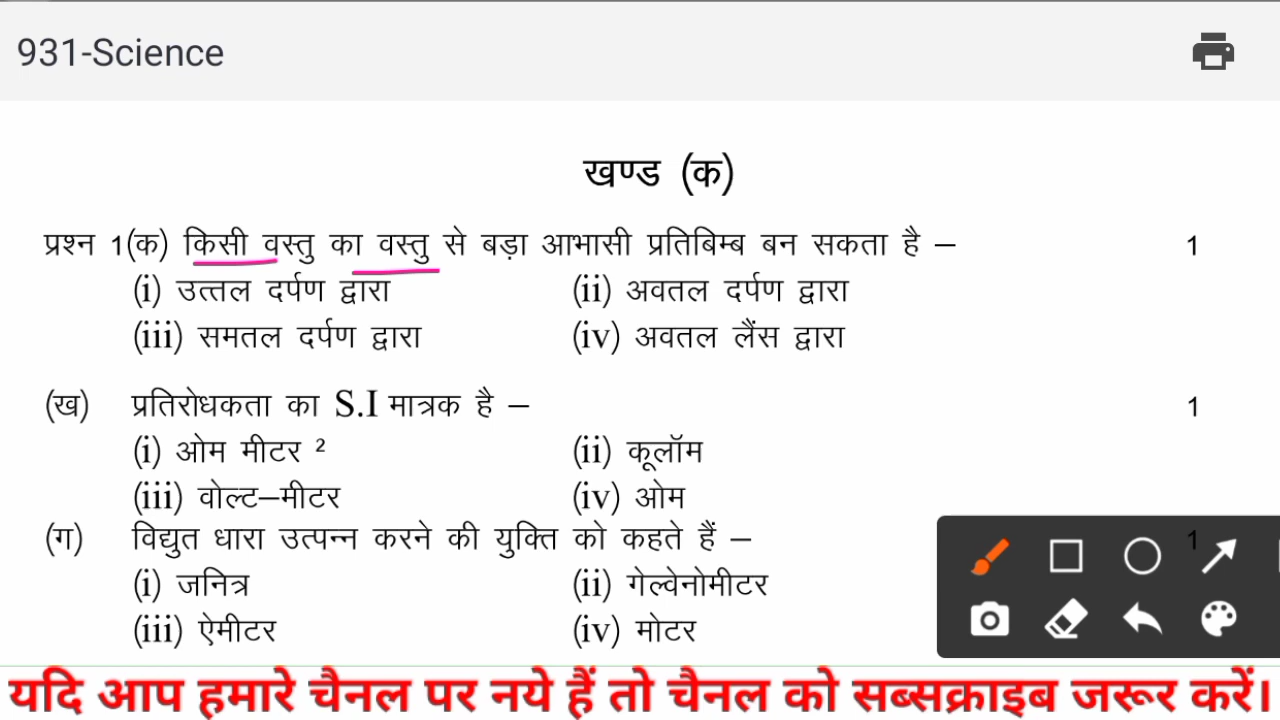 931-Science
खण्ड (क)
प्रश्न 1(क) किसी वस्तु का वस्तु से बड़ा आभासी प्रतिबिम्ब बन सकता है – 1
(i) उत्तल दर्पण द्वारा (ii) अवतल दर्पण द्वारा
(iii) समतल दर्पण द्वारा (iv) अवतल लैंस द्वारा
(ख) प्रतिरोधकता का S.I मात्रक है – 1
(i) ओम मीटर ² (ii) कूलॉम
(iii) वोल्ट–मीटर (iv) ओम
(ग) विद्युत धारा उत्पन्न करने की युक्ति को कहते हैं – 1
(i) जनित्र (ii) गेल्वेनोमीटर
(iii) ऐमीटर (iv) मोटर
यदि आप हमारे चैनल पर नये हैं तो चैनल को सब्सक्राइब जरूर करें।